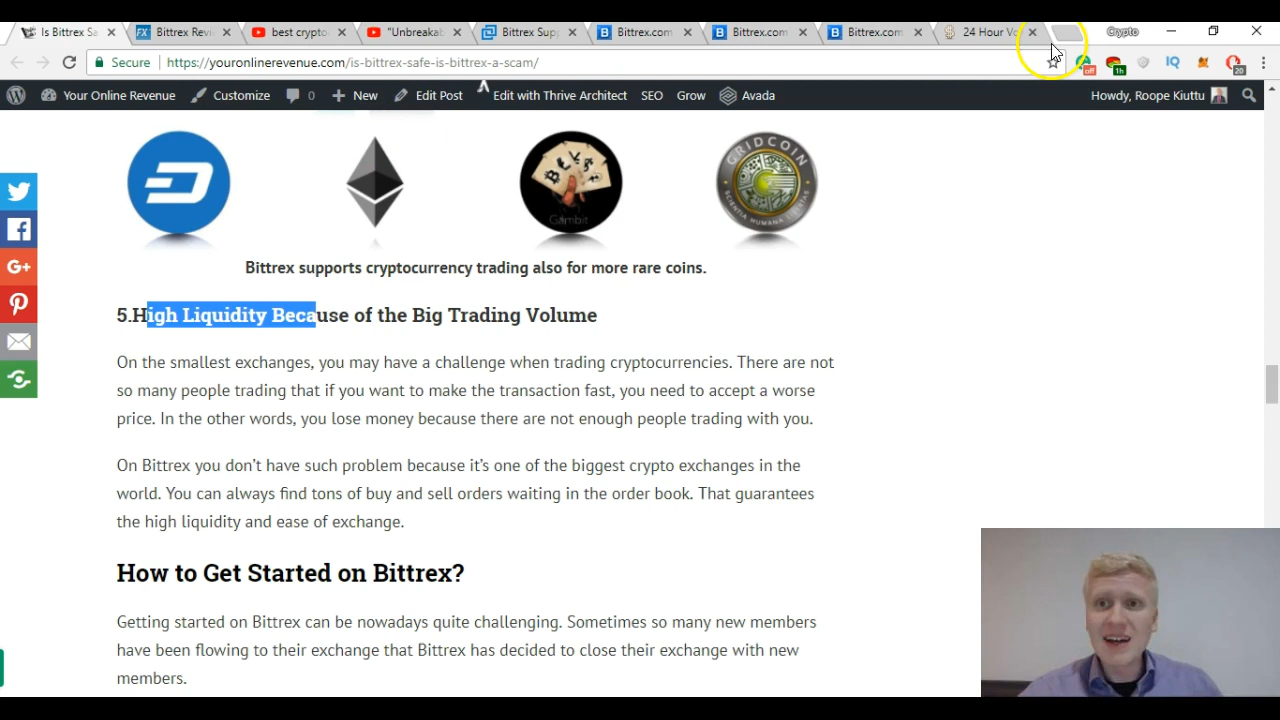 Is Bittrex Sa
Bittrex Revi
best crypto
"Unbreakab
Bittrex Sup
Bittrex.com
Bittrex.com
Bittrex.com
24 Hour Vo
Crypto
Secure
https://youronlinerevenue.com/is-bittrex-safe-is-bittrex-a-scam/
off
1h
IQ
20
Your Online Revenue
Customize
0
New
Edit Post
Edit with Thrive Architect
SEO
Grow
Avada
Howdy, Roope Kiuttu
Gambit
GRIDCOIN
SCIENTIA HUMANA LIBERTAS
G+
Bittrex supports cryptocurrency trading also for more rare coins.
5.High Liquidity Because of the Big Trading Volume
On the smallest exchanges, you may have a challenge when trading cryptocurrencies. There are not
so many people trading that if you want to make the transaction fast, you need to accept a worse
price. In the other words, you lose money because there are not enough people trading with you.
On Bittrex you don't have such problem because it's one of the biggest crypto exchanges in the
world. You can always find tons of buy and sell orders waiting in the order book. That guarantees
the high liquidity and ease of exchange.
How to Get Started on Bittrex?
Getting started on Bittrex can be nowadays quite challenging. Sometimes so many new members
have been flowing to their exchange that Bittrex has decided to close their exchange with new
members.